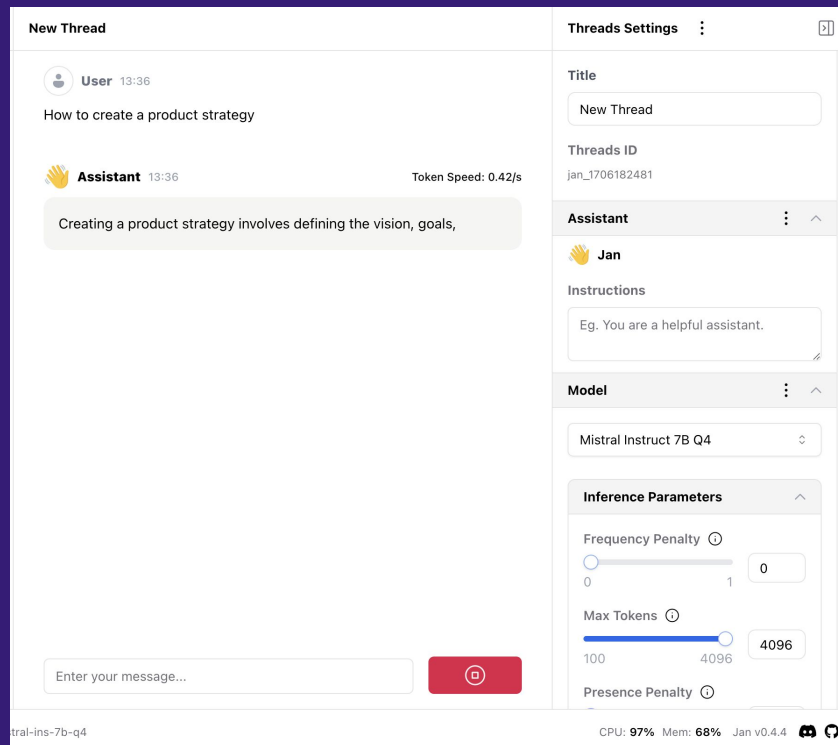 New Thread
User 13:36
How to create a product strategy
Assistant 13:36
Token Speed: 0.42/s
Creating a product strategy involves defining the vision, goals,
Enter your message...
Threads Settings
Title
New Thread
Threads ID
jan_1706182481
Assistant
Jan
Instructions
Eg. You are a helpful assistant.
Model
Mistral Instruct 7B Q4
Inference Parameters
Frequency Penalty
0
0 1
Max Tokens
4096
100 4096
Presence Penalty
tral-ins-7b-q4
CPU: 97% Mem: 68% Jan v0.4.4